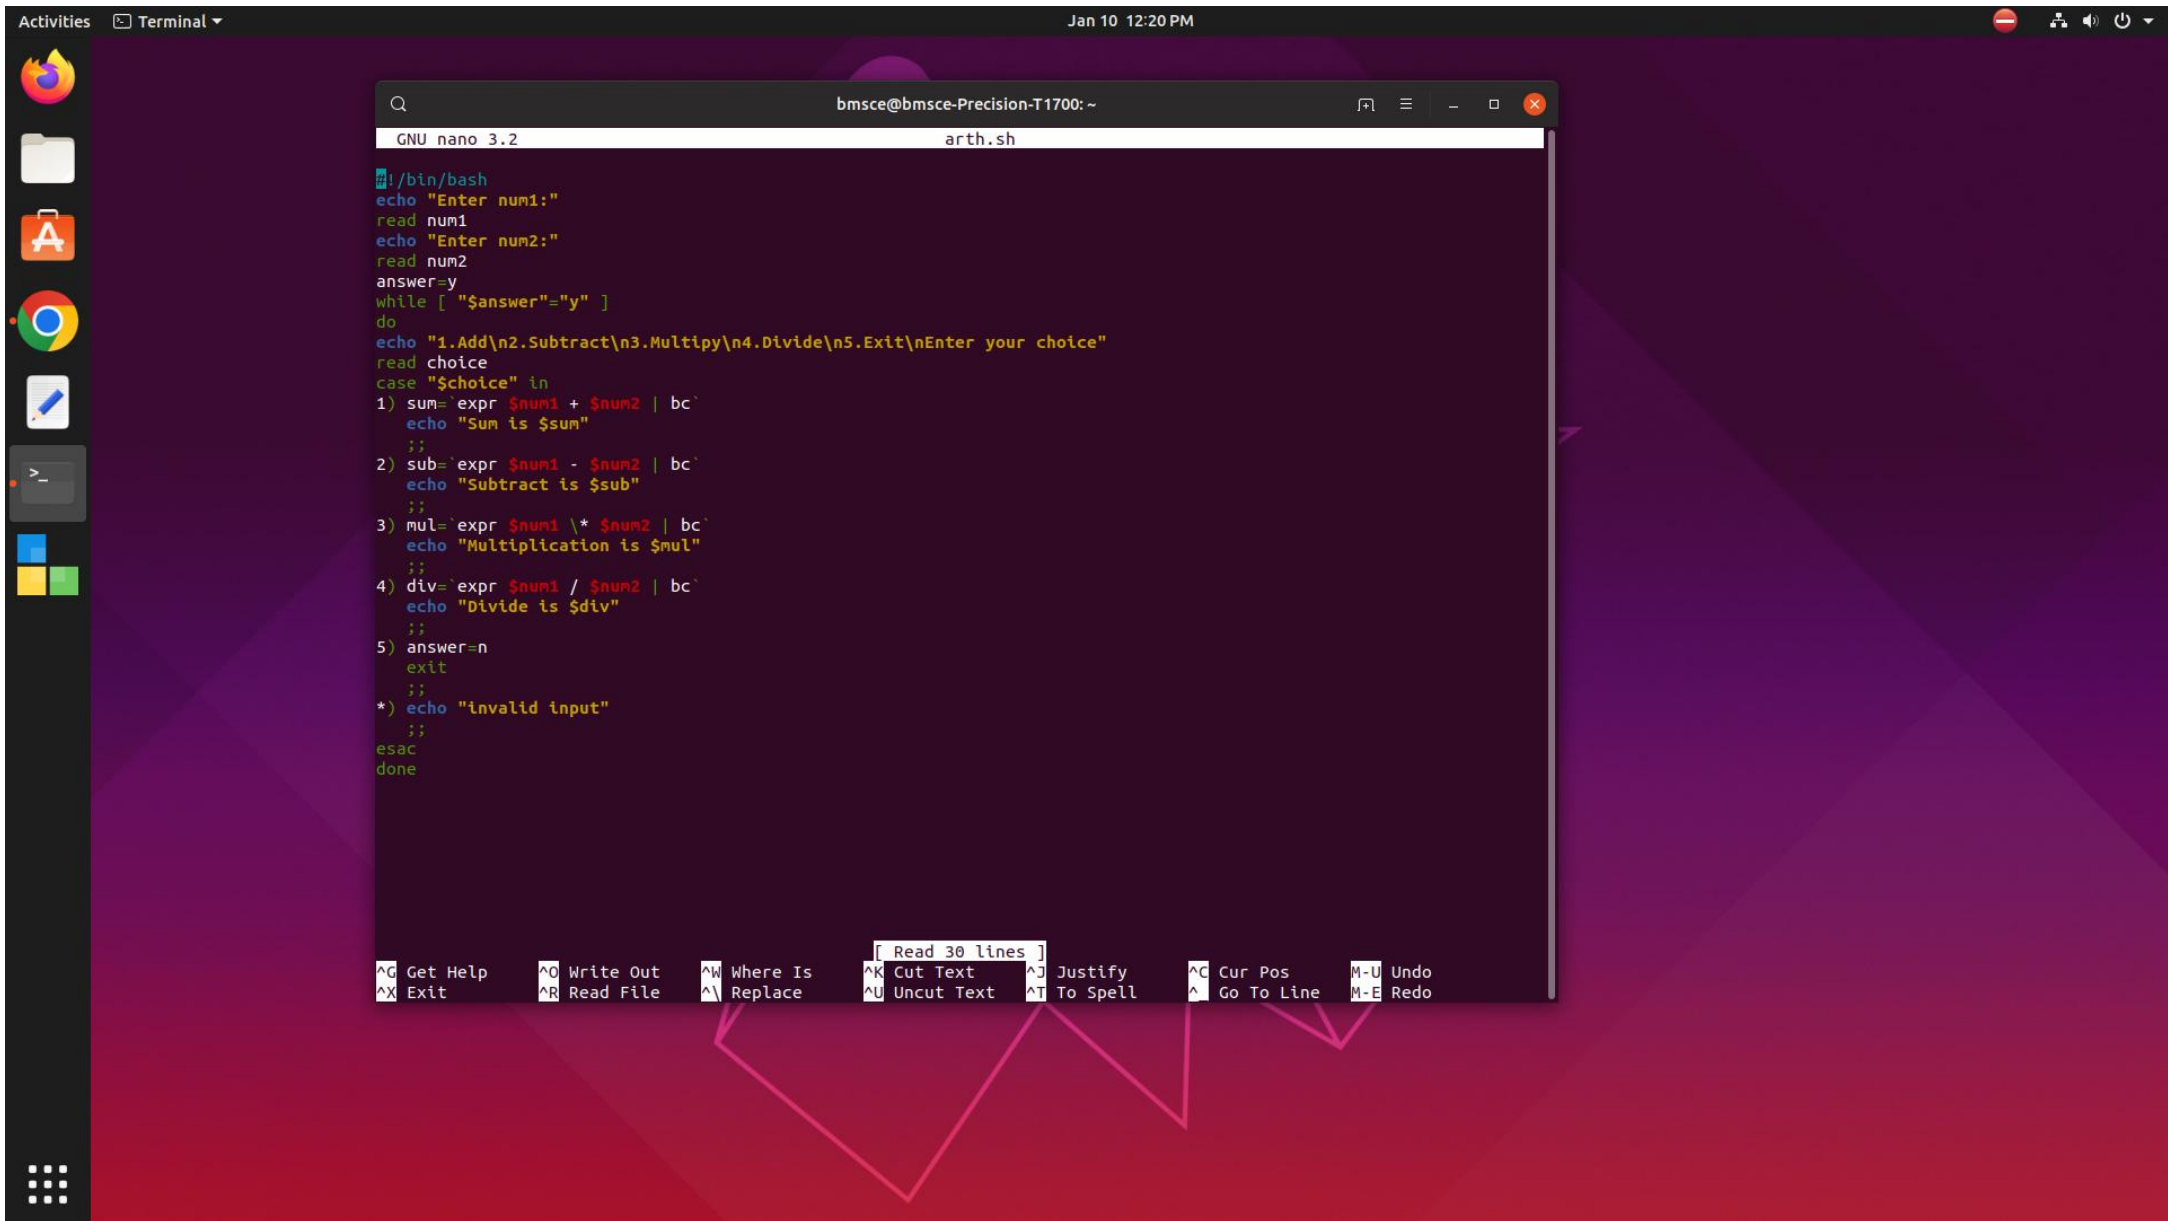 Activities Terminal Jan 10 12:20 PM
bmsce@bmsce-Precision-T1700: ~
GNU nano 3.2 arth.sh
#!/bin/bash
echo "Enter num1:"
read num1
echo "Enter num2:"
read num2
answer=y
while [ "$answer"="y" ]
do
echo "1.Add\n2.Subtract\n3.Multipy\n4.Divide\n5.Exit\nEnter your choice"
read choice
case "$choice" in
1) sum=`expr $num1 + $num2 | bc`
echo "Sum is $sum"
;;
2) sub=`expr $num1 - $num2 | bc`
echo "Subtract is $sub"
;;
3) mul=`expr $num1 \* $num2 | bc`
echo "Multiplication is $mul"
;;
4) div=`expr $num1 / $num2 | bc`
echo "Divide is $div"
;;
5) answer=n
exit
;;
*) echo "invalid input"
;;
esac
done
[ Read 30 lines ]
^G Get Help ^O Write Out ^W Where Is ^K Cut Text ^J Justify ^C Cur Pos M-U Undo
^X Exit ^R Read File ^\ Replace ^U Uncut Text ^T To Spell ^_ Go To Line M-E Redo